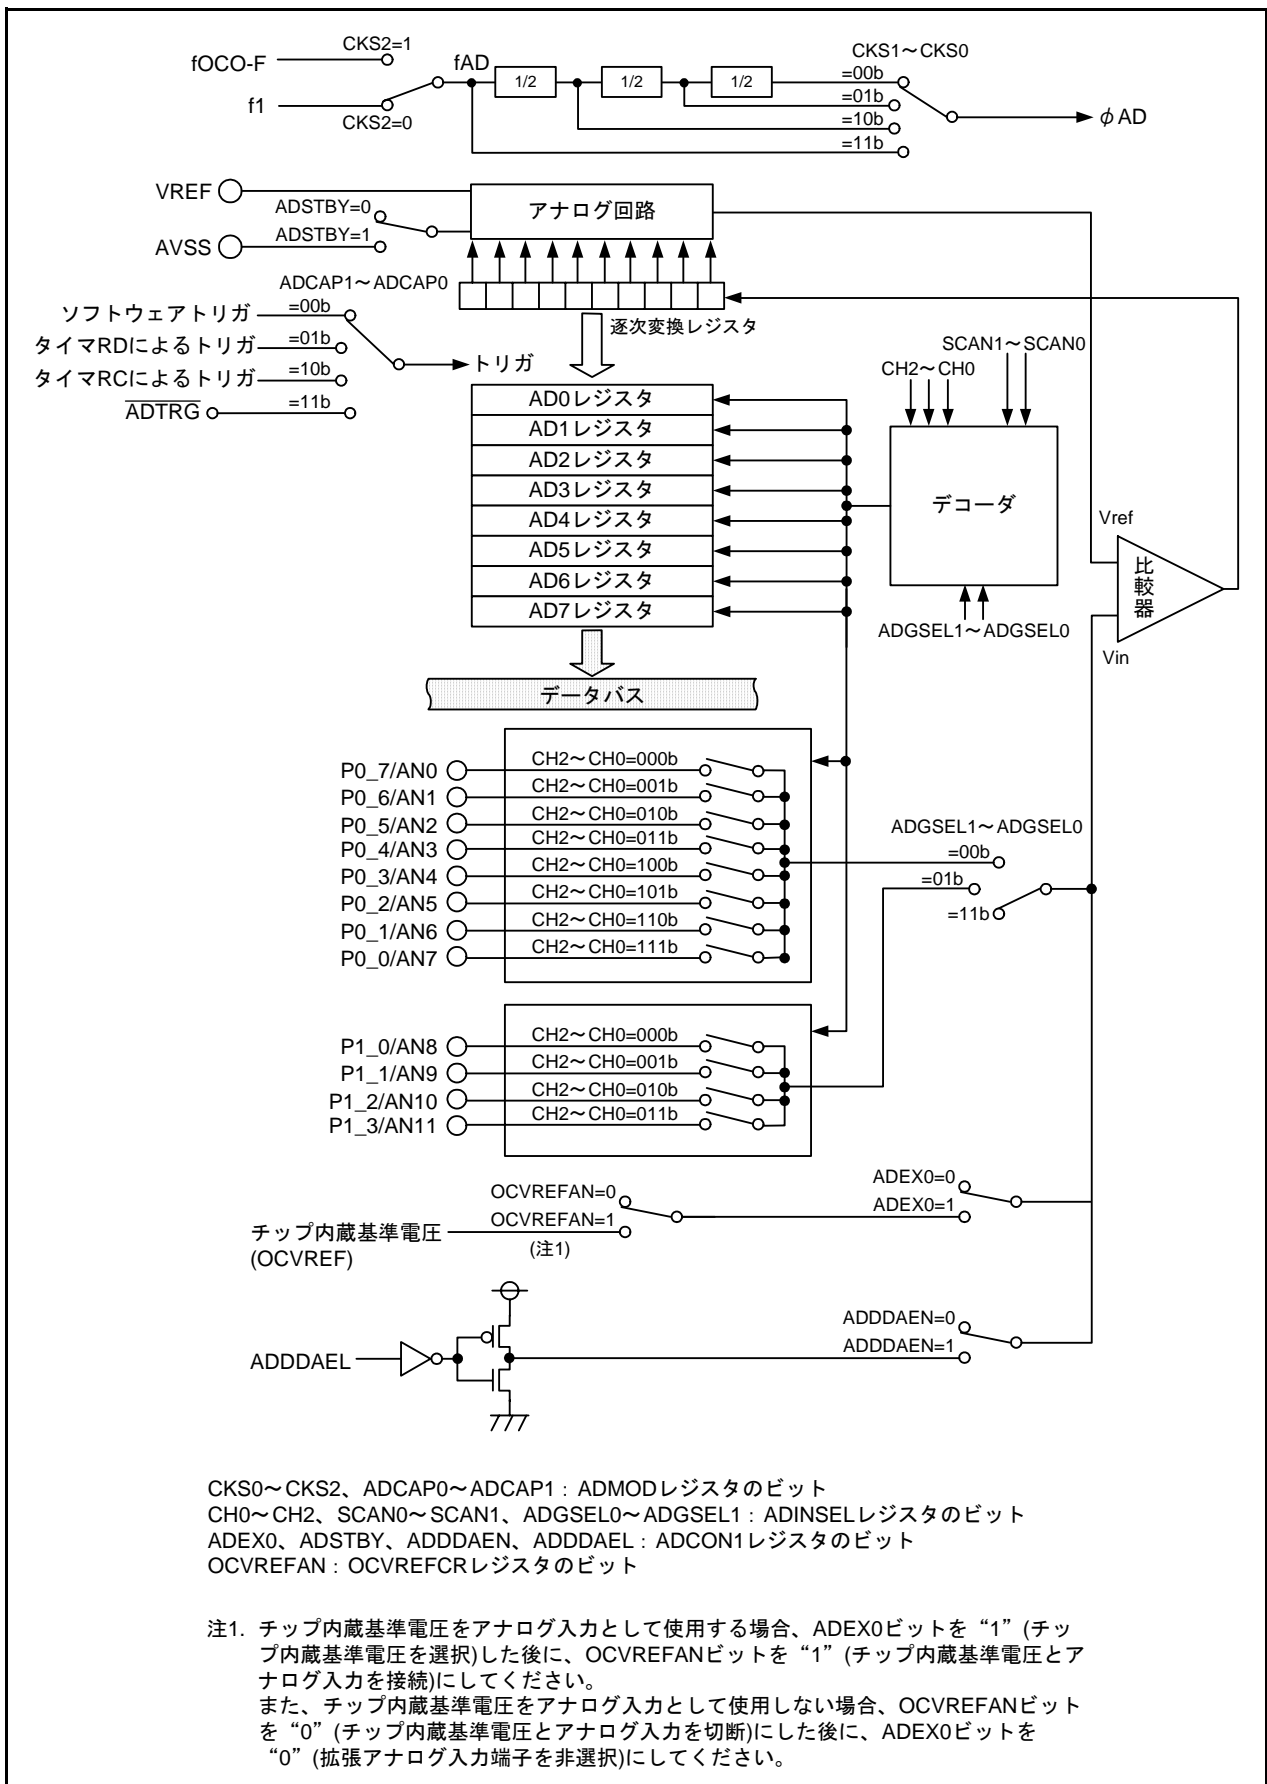 fOCO-F
CKS2=1
f1
CKS2=0
fAD
1/2
1/2
1/2
CKS1～CKS0
=00b
=01b
=10b
=11b
φAD
VREF
AVSS
ADSTBY=0
ADSTBY=1
アナログ回路
ADCAP1～ADCAP0
ソフトウェアトリガ
=00b
タイマRDによるトリガ
=01b
タイマRCによるトリガ
=10b
ADTRG
=11b
トリガ
逐次変換レジスタ
AD0レジスタ
AD1レジスタ
AD2レジスタ
AD3レジスタ
AD4レジスタ
AD5レジスタ
AD6レジスタ
AD7レジスタ
データバス
SCAN1～SCAN0
CH2～CH0
デコーダ
ADGSEL1～ADGSEL0
Vref
比較器
Vin
P0_7/AN0
CH2～CH0=000b
P0_6/AN1
CH2～CH0=001b
P0_5/AN2
CH2～CH0=010b
P0_4/AN3
CH2～CH0=011b
P0_3/AN4
CH2～CH0=100b
P0_2/AN5
CH2～CH0=101b
P0_1/AN6
CH2～CH0=110b
P0_0/AN7
CH2～CH0=111b
ADGSEL1～ADGSEL0
=00b
=01b
=11b
P1_0/AN8
CH2～CH0=000b
P1_1/AN9
CH2～CH0=001b
P1_2/AN10
CH2～CH0=010b
P1_3/AN11
CH2～CH0=011b
チップ内蔵基準電圧
(OCVREF)
OCVREFAN=0
OCVREFAN=1
(注1)
ADEX0=0
ADEX0=1
ADDDAEL
ADDDAEN=0
ADDDAEN=1
CKS0～CKS2、ADCAP0～ADCAP1：ADMODレジスタのビット
CH0～CH2、SCAN0～SCAN1、ADGSEL0～ADGSEL1：ADINSELレジスタのビット
ADEX0、ADSTBY、ADDDAEN、ADDDAEL：ADCON1レジスタのビット
OCVREFAN：OCVREFCRレジスタのビット
注1. チップ内蔵基準電圧をアナログ入力として使用する場合、ADEX0ビットを“1”(チッ
プ内蔵基準電圧を選択)した後に、OCVREFANビットを“1”(チップ内蔵基準電圧とア
ナログ入力を接続)にしてください。
また、チップ内蔵基準電圧をアナログ入力として使用しない場合、OCVREFANビット
を“0”(チップ内蔵基準電圧とアナログ入力を切断)にした後に、ADEX0ビットを
“0”(拡張アナログ入力端子を非選択)にしてください。